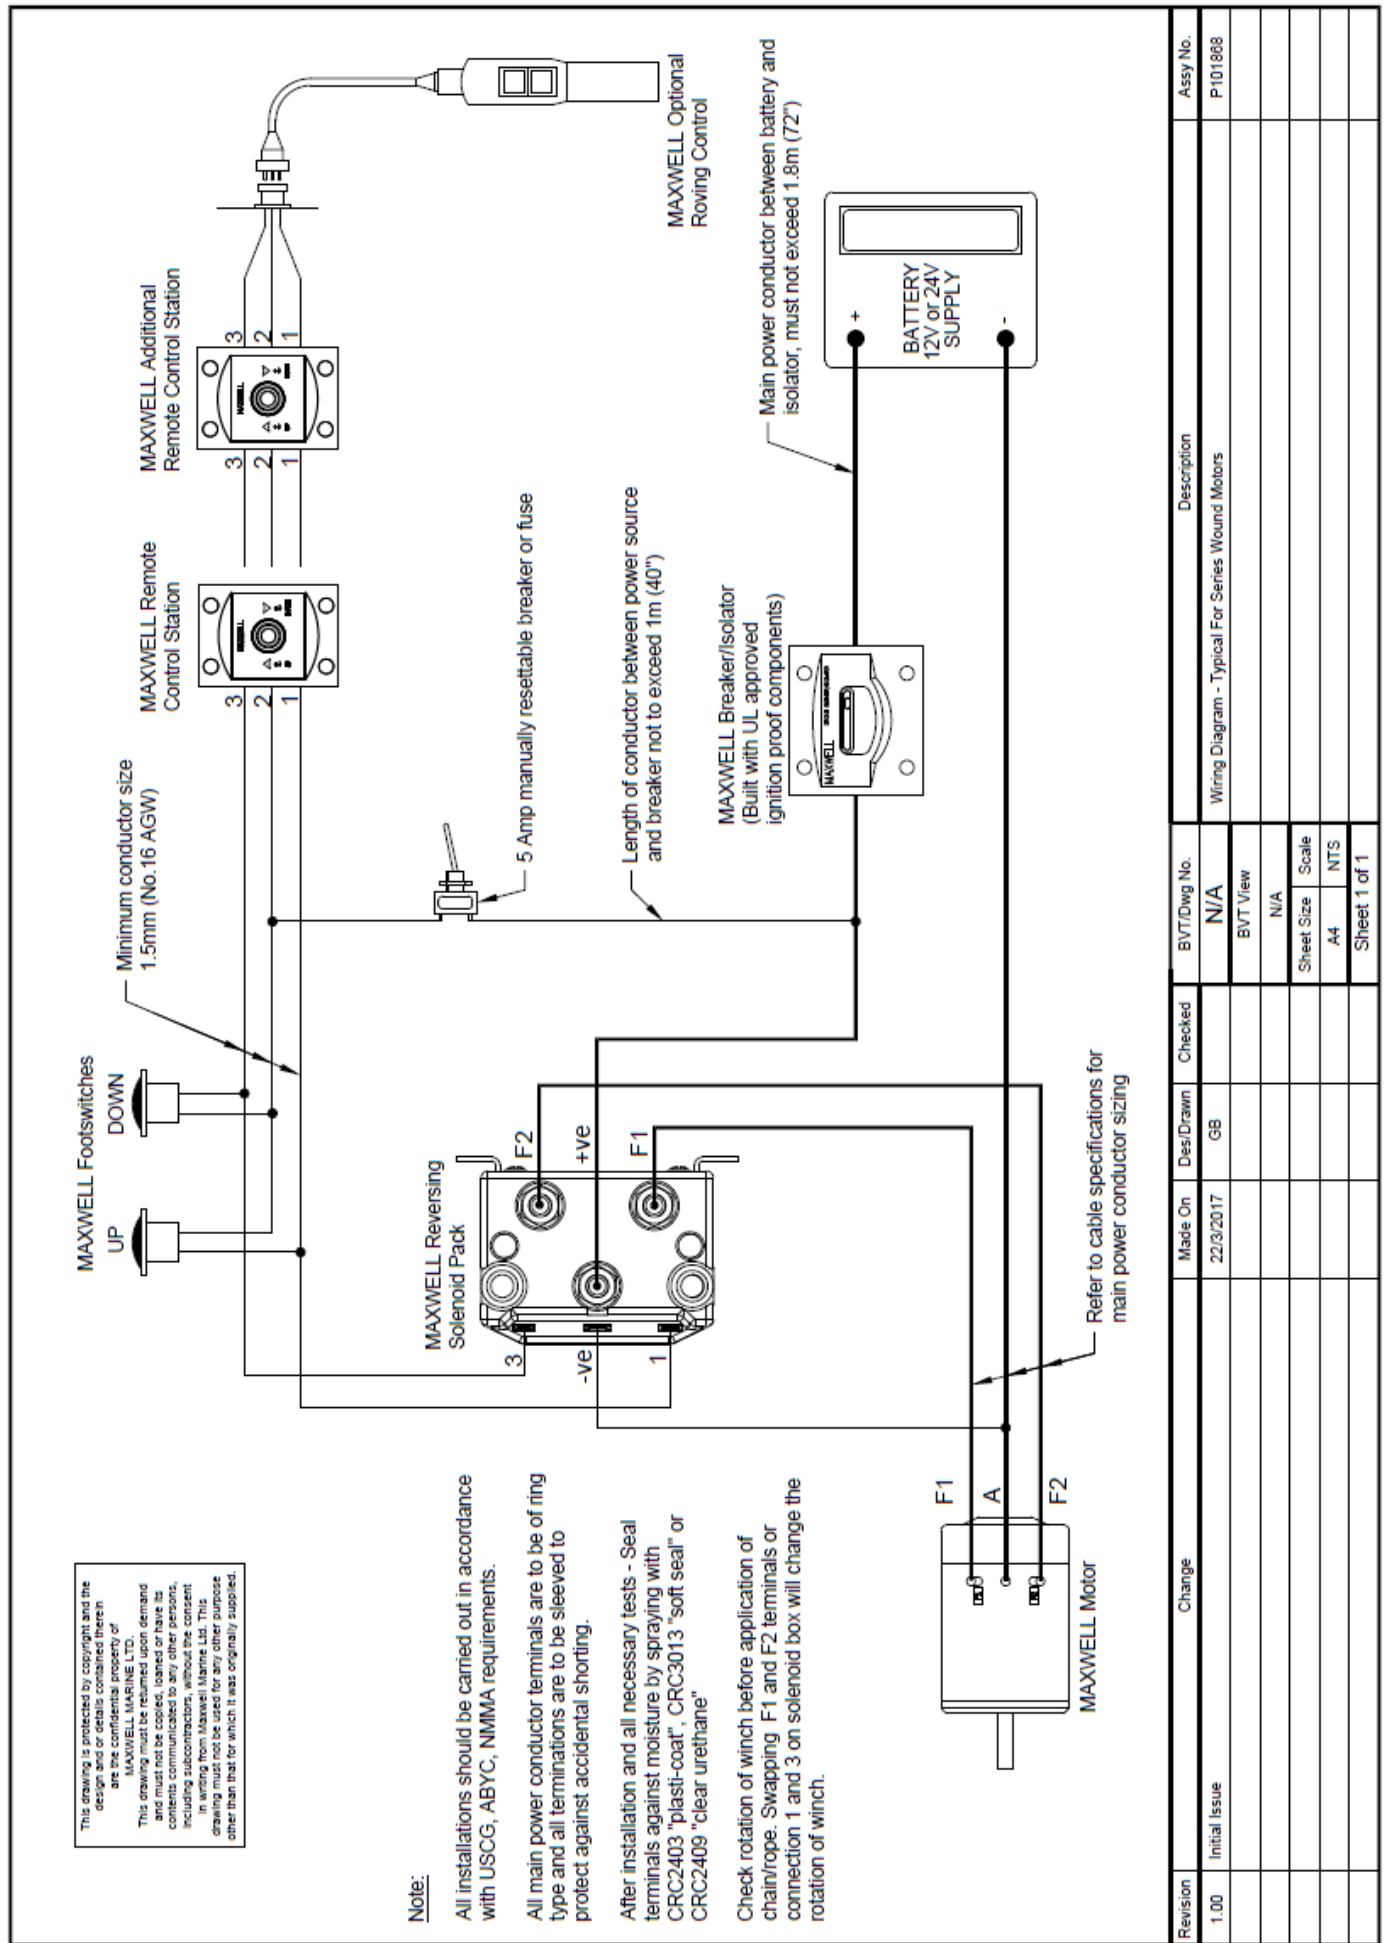 This drawing is protected by copyright and the
design and or details contained therein
are the confidential property of
MAXWELL MARINE LTD.
This drawing must be returned upon demand
and must not be copied, loaned or have its
contents communicated to any other persons,
including subcontractors, without the consent
in writing from Maxwell Marine Ltd. This
drawing must not be used for any other purpose
other than that for which it was originally supplied.
MAXWELL Footswitches
UP
DOWN
Minimum conductor size
1.5mm (No.16 AGW)
MAXWELL Remote
Control Station
3
2
1
MAXWELL
MAXWELL Additional
Remote Control Station
3
2
1
MAXWELL
3
2
1
MAXWELL Optional
Roving Control
5 Amp manually resettable breaker or fuse
Length of conductor between power source
and breaker not to exceed 1m (40")
MAXWELL Reversing
Solenoid Pack
3
-ve
1
F2
+ve
F1
MAXWELL Breaker/Isolator
(Built with UL approved
ignition proof components)
MAXWELL
Main power conductor between battery and
isolator, must not exceed 1.8m (72")
+
BATTERY
12V or 24V
SUPPLY
-
Note:
All installations should be carried out in accordance
with USCG, ABYC, NMMA requirements.
All main power conductor terminals are to be of ring
type and all terminations are to be sleeved to
protect against accidental shorting.
After installation and all necessary tests - Seal
terminals against moisture by spraying with
CRC2403 "plasti-coat", CRC3013 "soft seal" or
CRC2409 "clear urethane"
Check rotation of winch before application of
chain/rope. Swapping F1 and F2 terminals or
connection 1 and 3 on solenoid box will change the
rotation of winch.
F1
A
F2
MAXWELL Motor
Refer to cable specifications for
main power conductor sizing
Revision
Change
Made On
Des/Drawn
Checked
BVT/Dwg No.
Description
Assy No.
1.00
Initial Issue
22/3/2017
GB
N/A
Wiring Diagram - Typical For Series Wound Motors
P101868
BVT View
N/A
Sheet Size
Scale
A4
NTS
Sheet 1 of 1